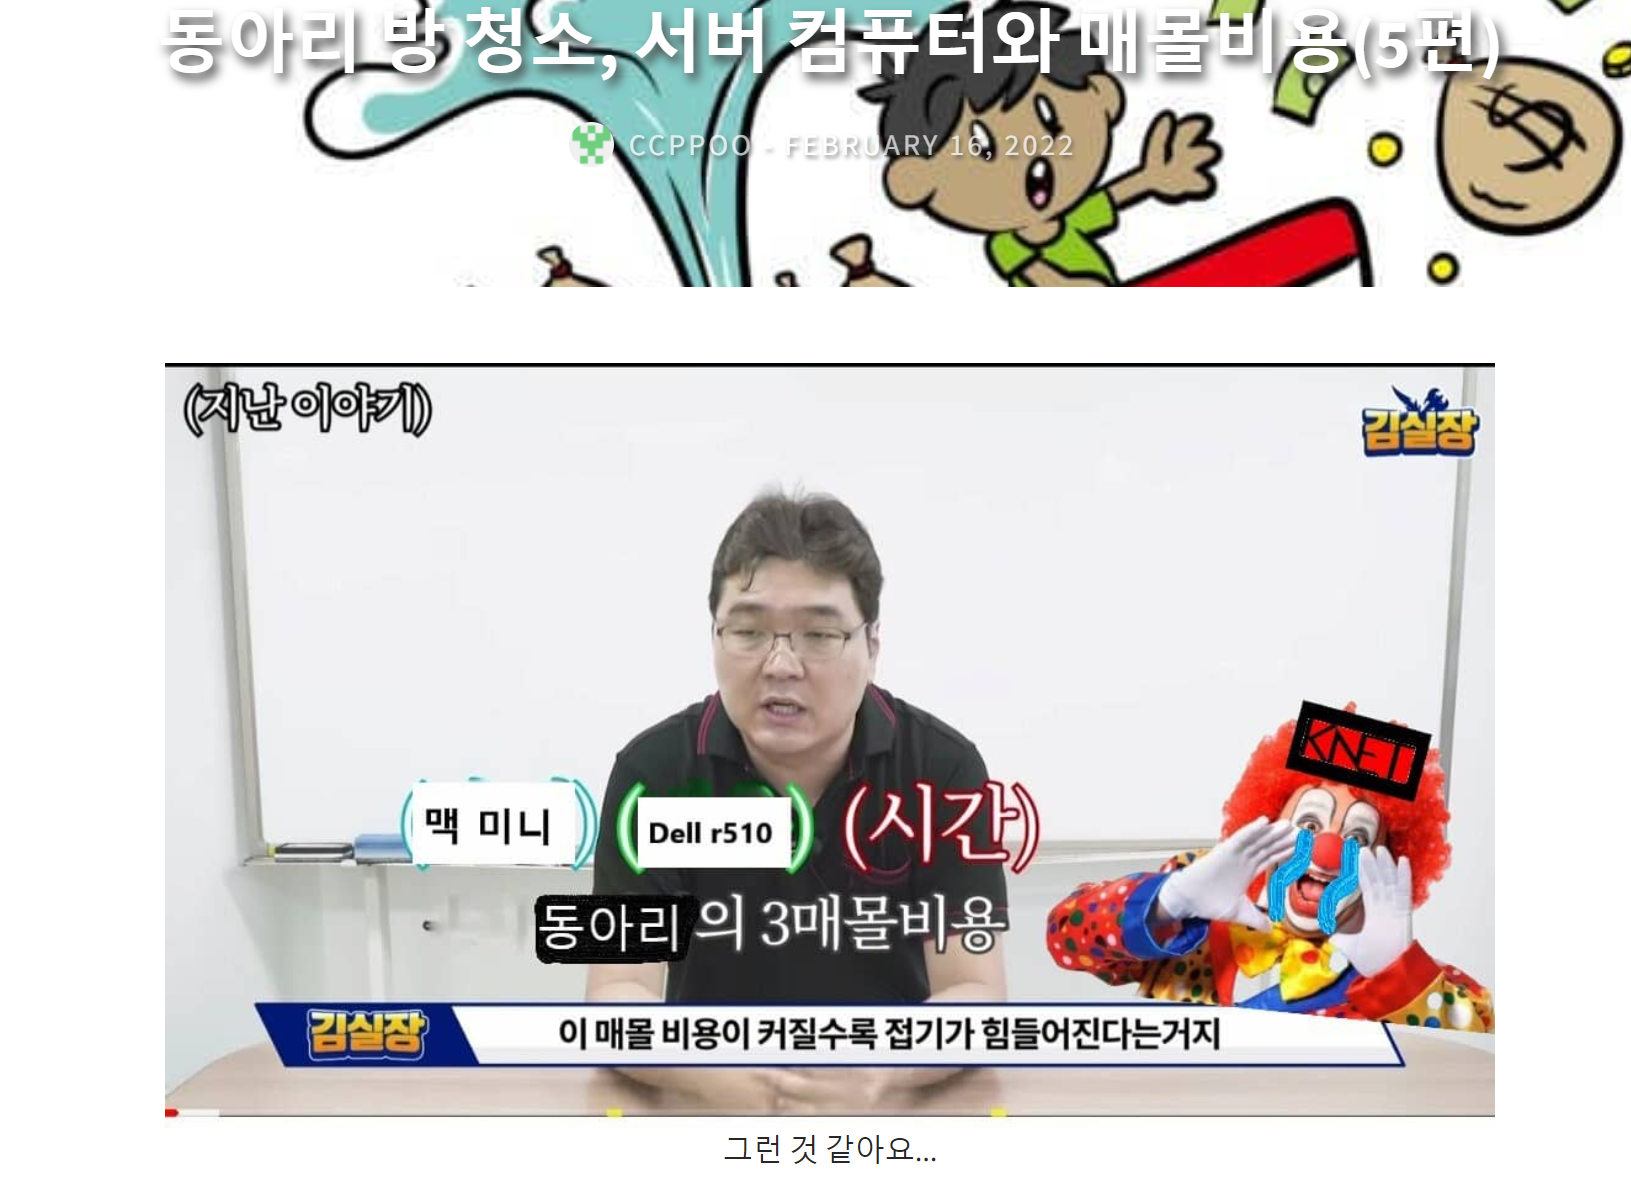 동아리 방 청소, 서버 컴퓨터와 매몰비용(5편)
CCPPOO - FEBRUARY 16, 2022
(지난 이야기)
김실장
KNET
(맥 미니) (Dell r510) (시간)
동아리의 3매몰비용
김실장 이 매몰 비용이 커질수록 접기가 힘들어진다는거지
그런 것 같아요...